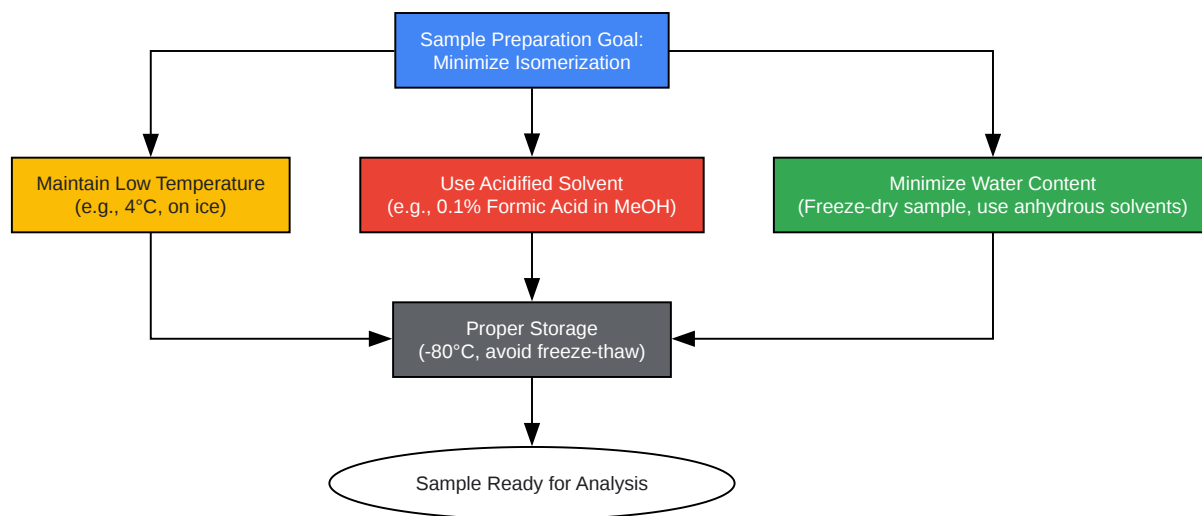 Sample Preparation Goal:
Minimize Isomerization
Maintain Low Temperature
(e.g., 4°C, on ice)
Use Acidified Solvent
(e.g., 0.1% Formic Acid in MeOH)
Minimize Water Content
(Freeze-dry sample, use anhydrous solvents)
Proper Storage
(-80°C, avoid freeze-thaw)
Sample Ready for Analysis